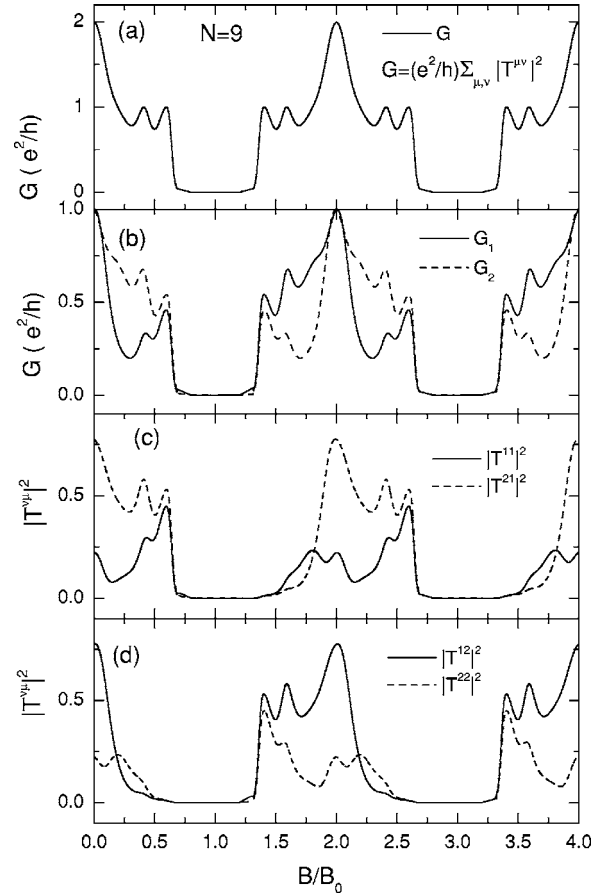 (a) N=9 G
G=(e²/h)Σ_{μ,ν} |T^{μν}|²
G ( e²/h)
2
1
0
(b) G₁
G₂
G ( e²/h)
1.0
0.5
0.0
(c) |T¹¹|²
|T²¹|²
|T^{νμ}|²
0.5
0.0
(d) |T¹²|²
|T²²|²
|T^{νμ}|²
0.5
0.0
0.0 0.5 1.0 1.5 2.0 2.5 3.0 3.5 4.0
B/B₀